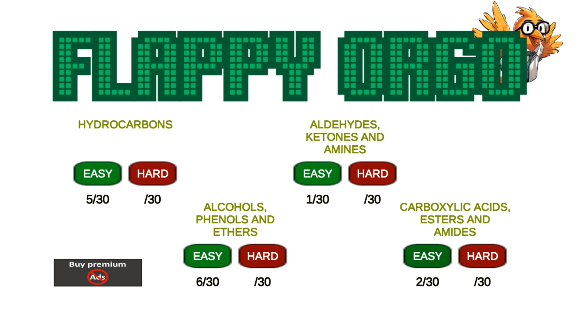 FLAPPY ORGO
HYDROCARBONS
EASY HARD
5/30 /30
ALDEHYDES,
KETONES AND
AMINES
EASY HARD
1/30 /30
ALCOHOLS,
PHENOLS AND
ETHERS
EASY HARD
6/30 /30
CARBOXYLIC ACIDS,
ESTERS AND
AMIDES
EASY HARD
2/30 /30
Buy premium
Ads